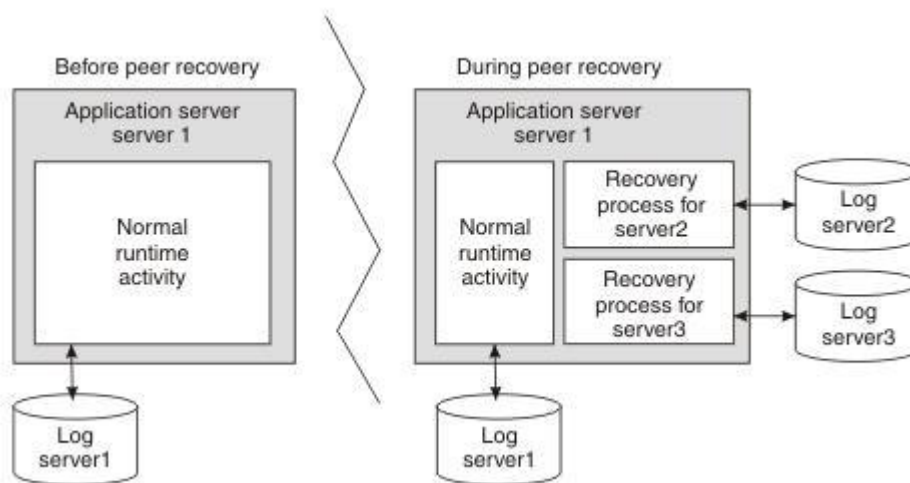 Before peer recovery
Application server
server 1
Normal
runtime
activity
Log
server1
During peer recovery
Application server
server 1
Normal
runtime
activity
Recovery
process for
server2
Recovery
process for
server3
Log
server2
Log
server3
Log
server1